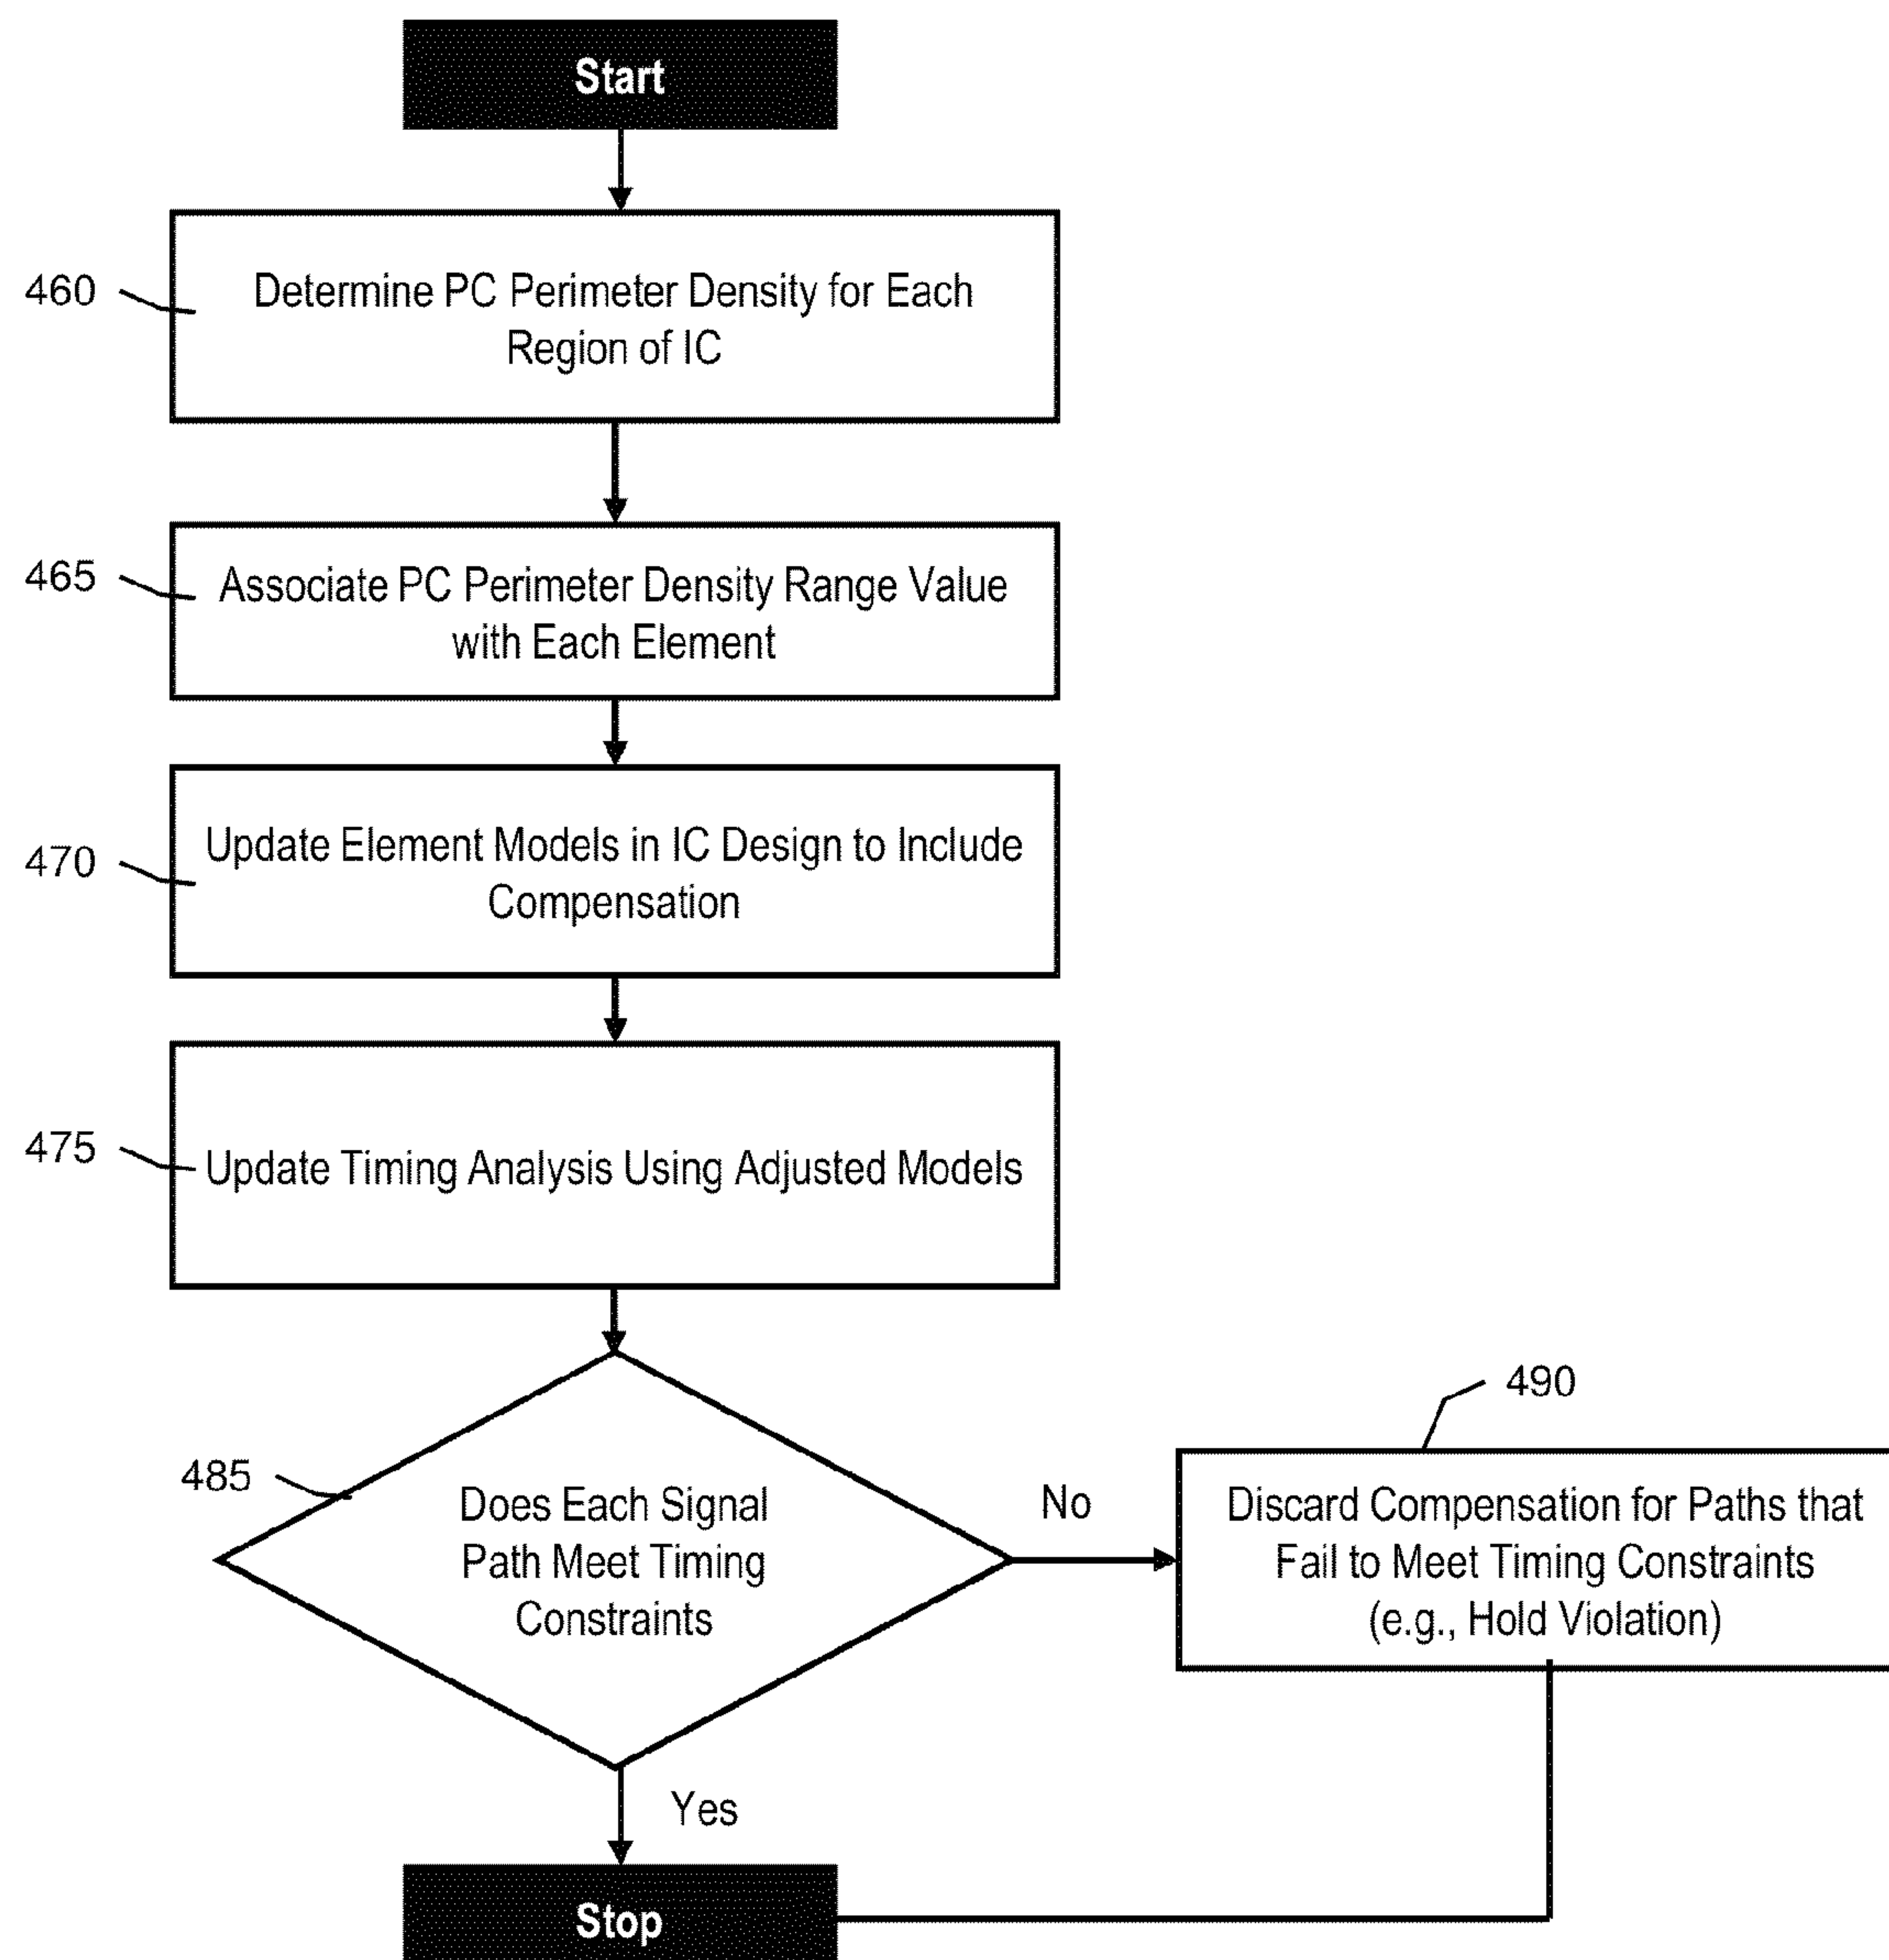 Start
460
Determine PC Perimeter Density for Each
Region of IC
465
Associate PC Perimeter Density Range Value
with Each Element
470
Update Element Models in IC Design to Include
Compensation
475
Update Timing Analysis Using Adjusted Models
485
Does Each Signal
Path Meet Timing
Constraints
No
490
Discard Compensation for Paths that
Fail to Meet Timing Constraints
(e.g., Hold Violation)
Yes
Stop